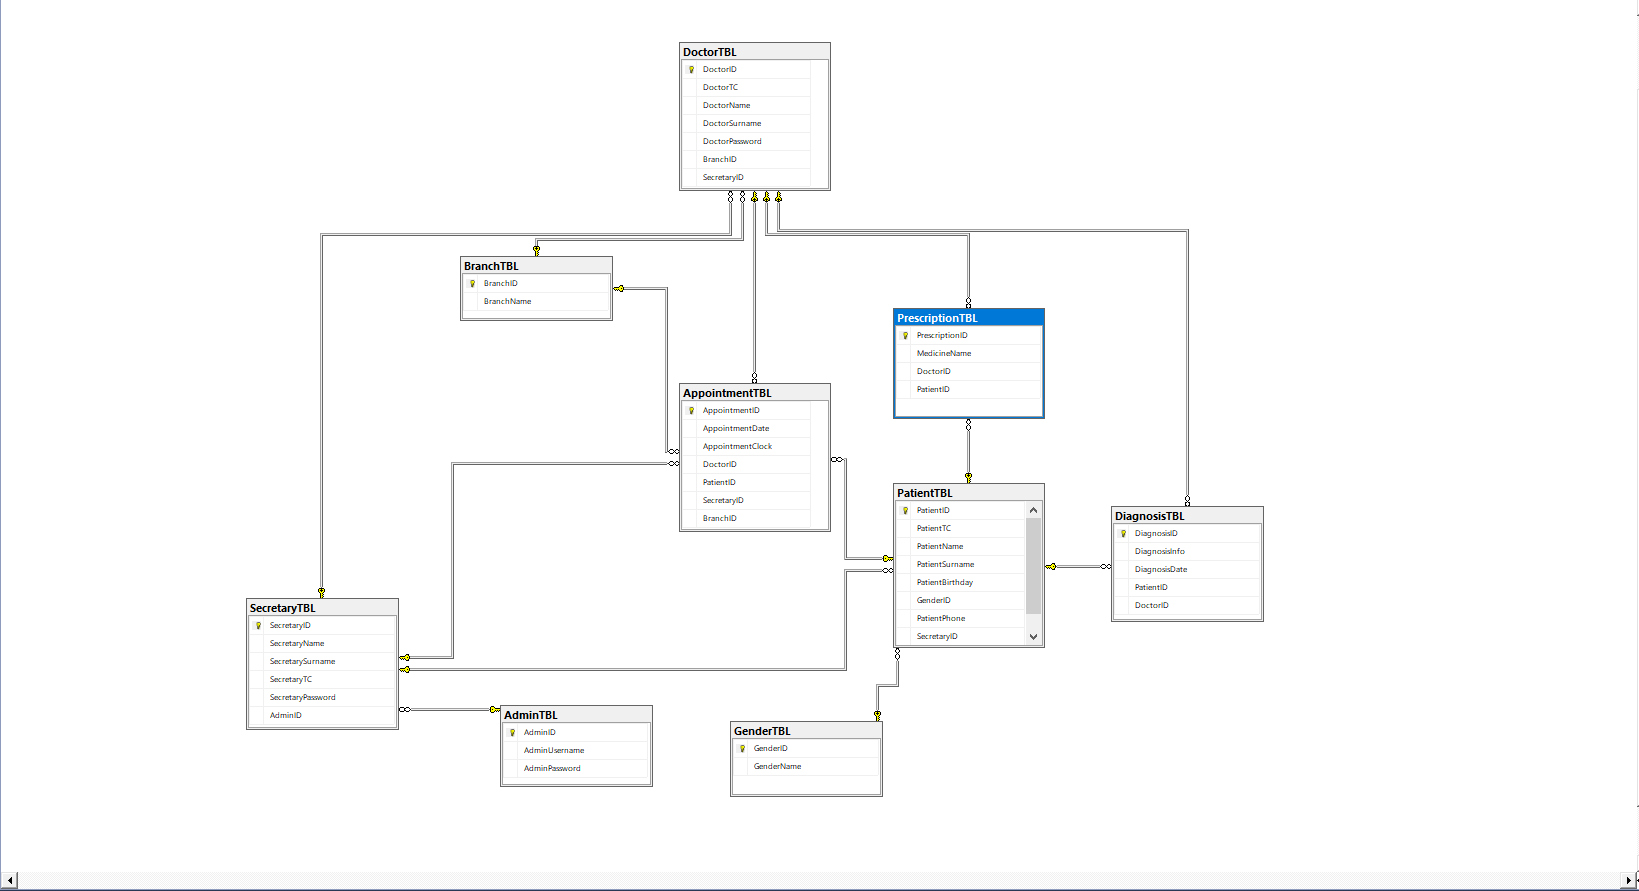 DoctorTBL
DoctorID
DoctorTC
DoctorName
DoctorSurname
DoctorPassword
BranchID
SecretaryID
BranchTBL
BranchID
BranchName
PrescriptionTBL
PrescriptionID
MedicineName
DoctorID
PatientID
AppointmentTBL
AppointmentID
AppointmentDate
AppointmentClock
DoctorID
PatientID
SecretaryID
BranchID
PatientTBL
PatientID
PatientTC
PatientName
PatientSurname
PatientBirthday
GenderID
PatientPhone
SecretaryID
DiagnosisTBL
DiagnosisID
DiagnosisInfo
DiagnosisDate
PatientID
DoctorID
SecretaryTBL
SecretaryID
SecretaryName
SecretarySurname
SecretaryTC
SecretaryPassword
AdminID
AdminTBL
AdminID
AdminUsername
AdminPassword
GenderTBL
GenderID
GenderName